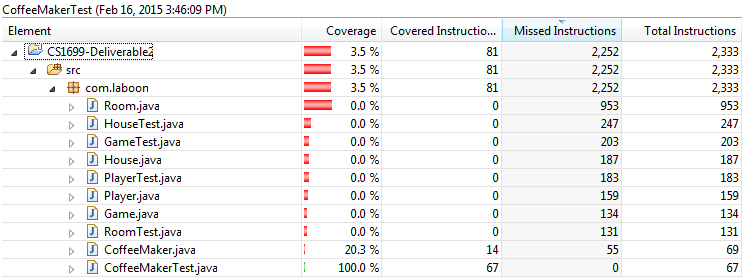 CoffeeMakerTest (Feb 16, 2015 3:46:09 PM)
Element Coverage Covered Instructio... Missed Instructions Total Instructions
CS1699-Deliverable2 3.5 % 81 2,252 2,333
src 3.5 % 81 2,252 2,333
com.laboon 3.5 % 81 2,252 2,333
Room.java 0.0 % 0 953 953
HouseTest.java 0.0 % 0 247 247
GameTest.java 0.0 % 0 203 203
House.java 0.0 % 0 187 187
PlayerTest.java 0.0 % 0 183 183
Player.java 0.0 % 0 159 159
Game.java 0.0 % 0 134 134
RoomTest.java 0.0 % 0 131 131
CoffeeMaker.java 20.3 % 14 55 69
CoffeeMakerTest.java 100.0 % 67 0 67